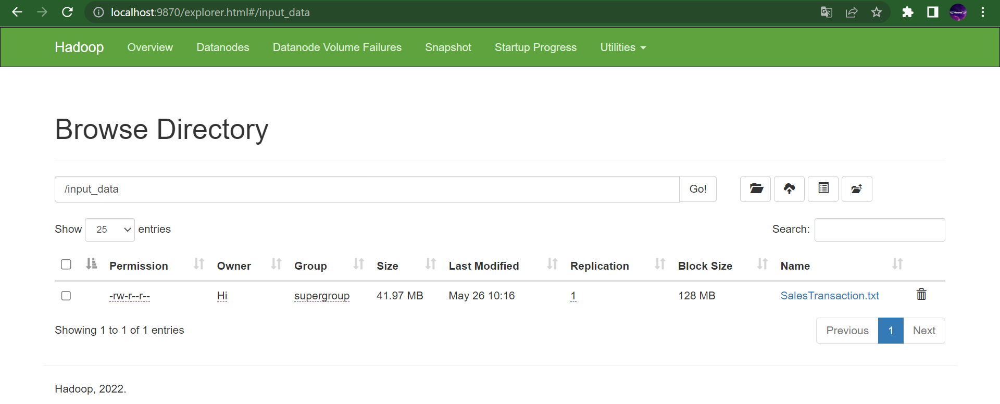 localhost:9870/explorer.html#/input_data
Hadoop Overview Datanodes Datanode Volume Failures Snapshot Startup Progress Utilities
Browse Directory
/input_data Go!
Show 25 entries Search:
Permission Owner Group Size Last Modified Replication Block Size Name
-rw-r--r-- Hi supergroup 41.97 MB May 26 10:16 1 128 MB SalesTransaction.txt
Showing 1 to 1 of 1 entries Previous 1 Next
Hadoop, 2022.